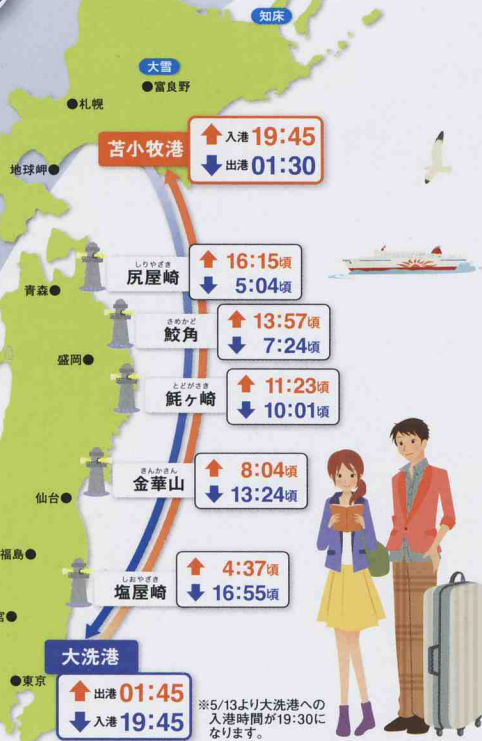 知床
大雪
●富良野
●札幌
苫小牧港
↑入港 19:45
↓出港 01:30
地球岬●
しりやざき
尻屋崎
↑16:15頃
↓5:04頃
青森●
さめかど
鮫角
↑13:57頃
↓7:24頃
盛岡●
とどがさき
魹ヶ崎
↑11:23頃
↓10:01頃
きんかさん
金華山
↑8:04頃
↓13:24頃
仙台●
福島●
しおやざき
塩屋崎
↑4:37頃
↓16:55頃
宮●
大洗港
●東京
↑出港 01:45
↓入港 19:45
※5/13より大洗港への
入港時間が19:30に
なります。